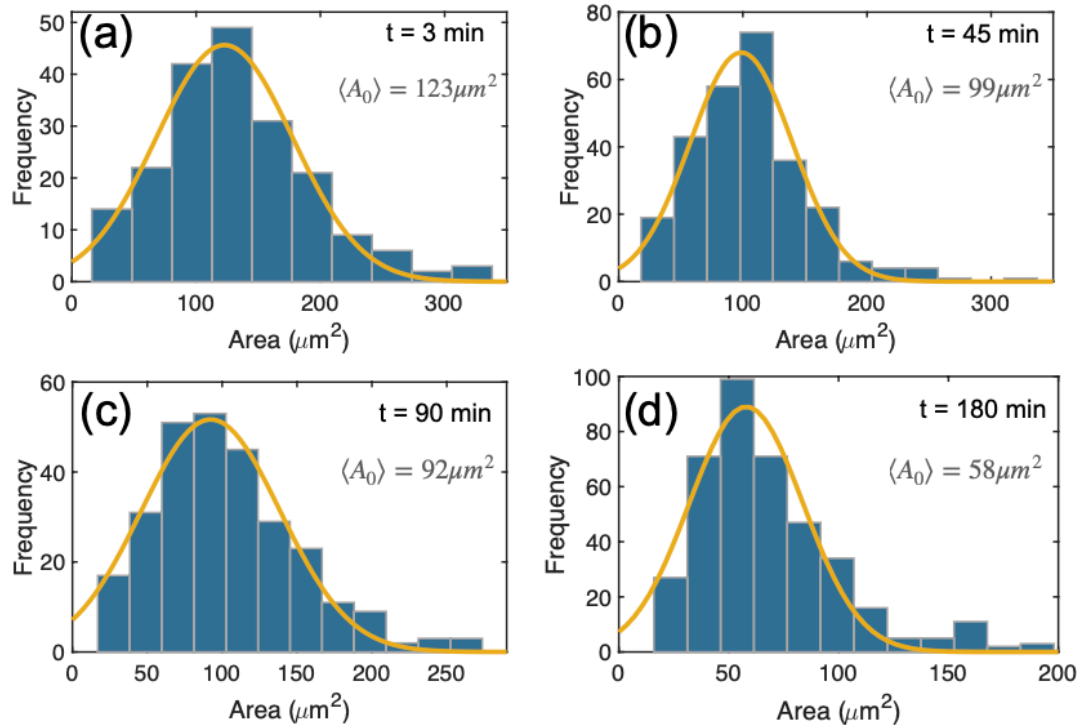 (a)
t = 3 min
⟨A₀⟩ = 123μm²
Frequency
50
40
30
20
10
0
0 100 200 300
Area (μm²)
(b)
t = 45 min
⟨A₀⟩ = 99μm²
Frequency
80
60
40
20
0
0 100 200 300
Area (μm²)
(c)
t = 90 min
⟨A₀⟩ = 92μm²
Frequency
60
40
20
0
0 50 100 150 200 250
Area (μm²)
(d)
t = 180 min
⟨A₀⟩ = 58μm²
Frequency
100
80
60
40
20
0
0 50 100 150 200
Area (μm²)